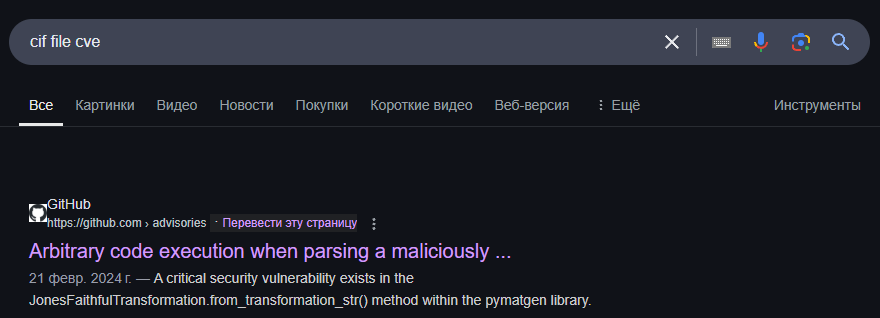 cif file cve
Все Картинки Видео Новости Покупки Короткие видео Веб-версия Ещё Инструменты
GitHub
https://github.com › advisories · Перевести эту страницу
Arbitrary code execution when parsing a maliciously ...
21 февр. 2024 г. — A critical security vulnerability exists in the
JonesFaithfulTransformation.from_transformation_str() method within the pymatgen library.